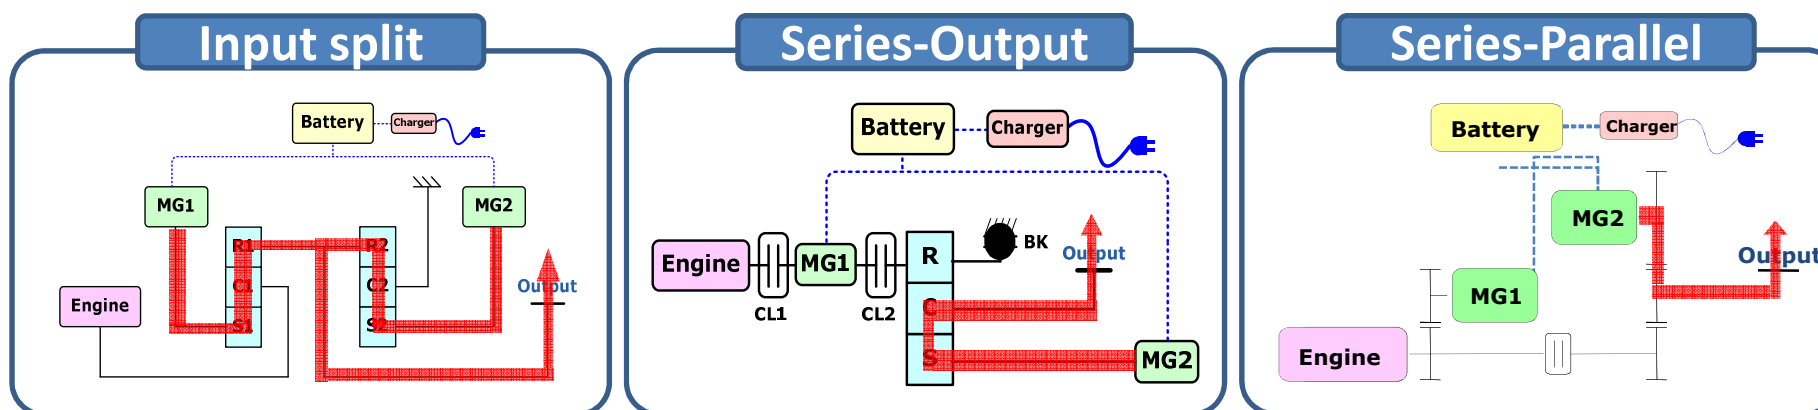 Input split
Battery
Charger
MG1
MG2
R1
C1
S1
R2
C2
S2
Engine
Output
Series-Output
Battery
Charger
Engine
MG1
CL1
CL2
R
C
S
BK
Output
MG2
Series-Parallel
Battery
Charger
MG2
MG1
Engine
Output